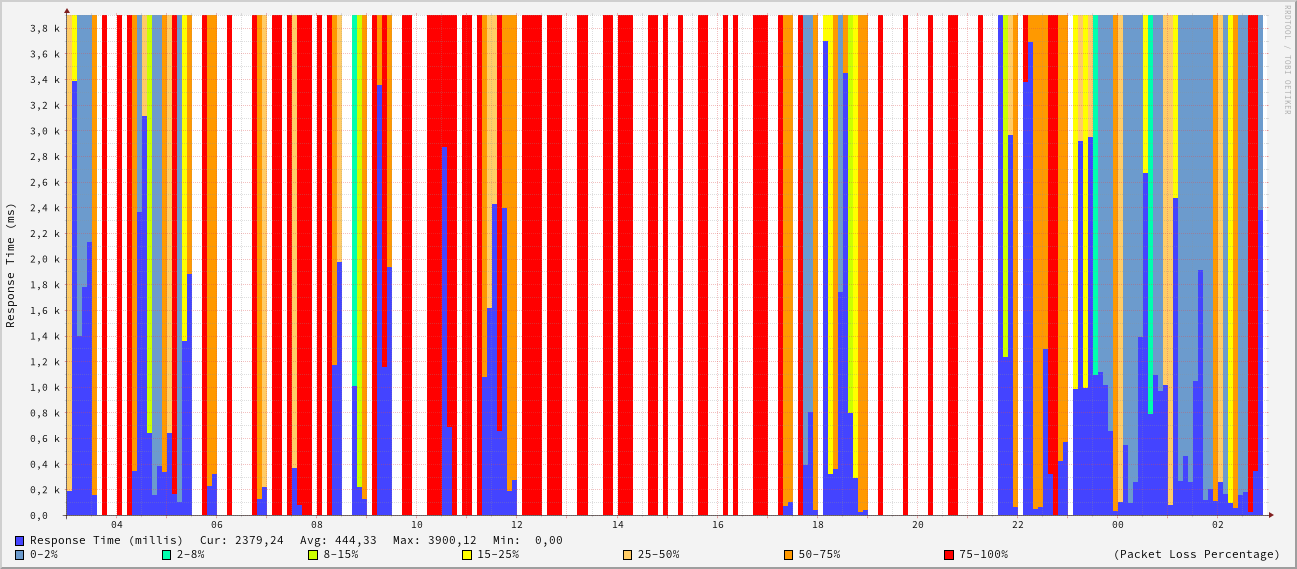 RRDTOOL / TOBI OETIKER
Response Time (ms)
3,8 k
3,6 k
3,4 k
3,2 k
3,0 k
2,8 k
2,6 k
2,4 k
2,2 k
2,0 k
1,8 k
1,6 k
1,4 k
1,2 k
1,0 k
0,8 k
0,6 k
0,4 k
0,2 k
0,0
04 06 08 10 12 14 16 18 20 22 00 02
Response Time (millis) Cur: 2379,24 Avg: 444,33 Max: 3900,12 Min: 0,00
0-2% 2-8% 8-15% 15-25% 25-50% 50-75% 75-100% (Packet Loss Percentage)